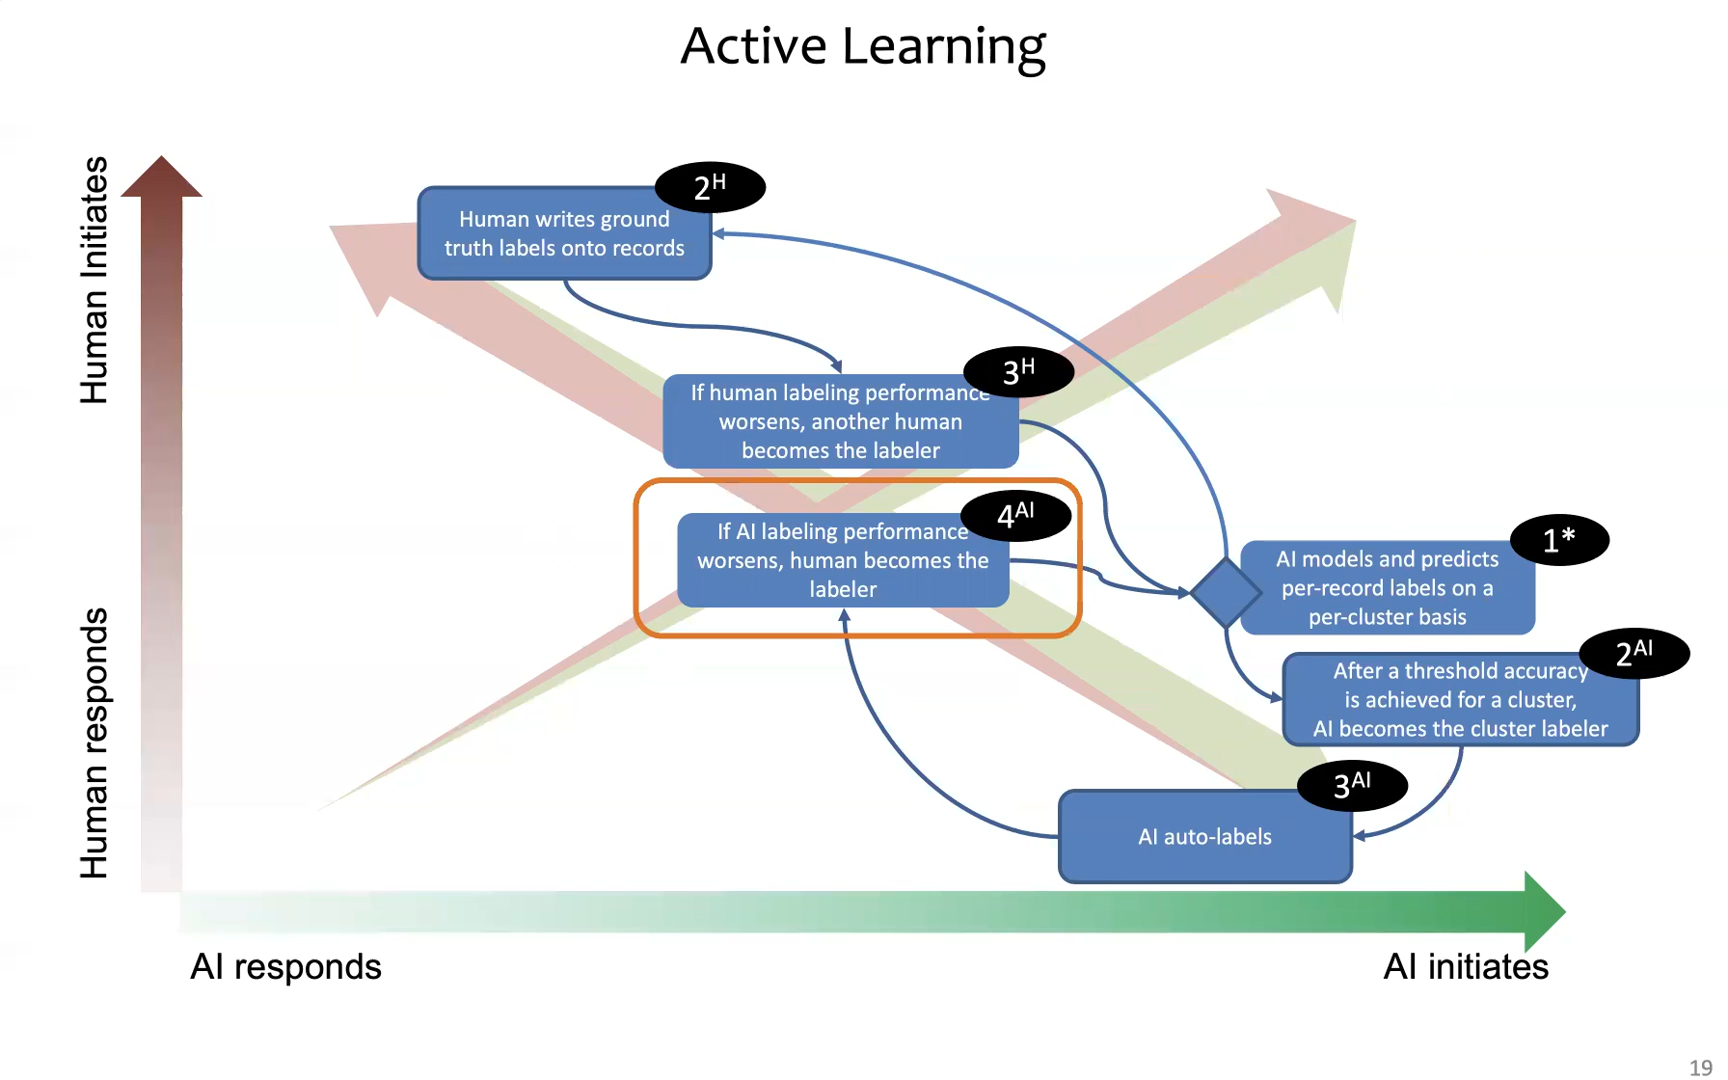 Active Learning
Human Initiates
Human responds
2H
Human writes ground
truth labels onto records
3H
If human labeling performance
worsens, another human
becomes the labeler
4AI
If AI labeling performance
worsens, human becomes the
labeler
1*
AI models and predicts
per-record labels on a
per-cluster basis
2AI
After a threshold accuracy
is achieved for a cluster,
AI becomes the cluster labeler
3AI
AI auto-labels
AI responds
AI initiates
19